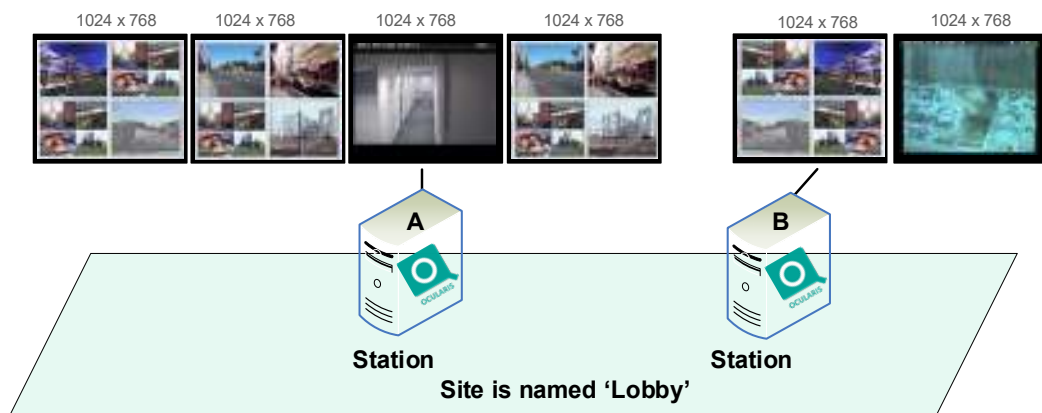 1024 x 768 1024 x 768 1024 x 768 1024 x 768 1024 x 768 1024 x 768
A B
OCULARIS OCULARIS
Station Station
Site is named ‘Lobby’